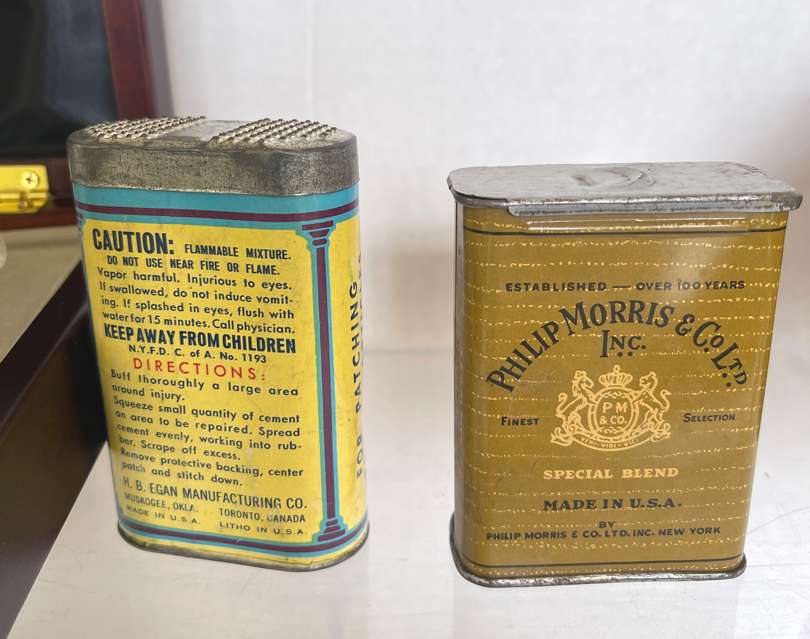 CAUTION: FLAMMABLE MIXTURE.
DO NOT USE NEAR FIRE OR FLAME.
Vapor harmful. Injurious to eyes.
If swallowed, do not induce vomit-
ing. If splashed in eyes, flush with
water for 15 minutes. Call physician.
KEEP AWAY FROM CHILDREN
N.Y.F.D. C. of A. No. 1193
DIRECTIONS:
Buff thoroughly a large area
around injury.
Squeeze small quantity of cement
on area to be repaired. Spread
cement evenly, working into rub-
ber. Scrape off excess.
Remove protective backing, center
patch and stitch down.
H. B. EGAN MANUFACTURING CO.
MUSKOGEE, OKLA. TORONTO, CANADA
MADE IN U.S.A. LITHO IN U.S.A.
FOR PATCHING
ESTABLISHED — OVER 100 YEARS
PHILIP MORRIS & CO. LTD.
INC.
P M
& CO.
VENI·VIDI·VICI
FINEST SELECTION
SPECIAL BLEND
MADE IN U.S.A.
BY
PHILIP MORRIS & CO. LTD. INC. NEW YORK